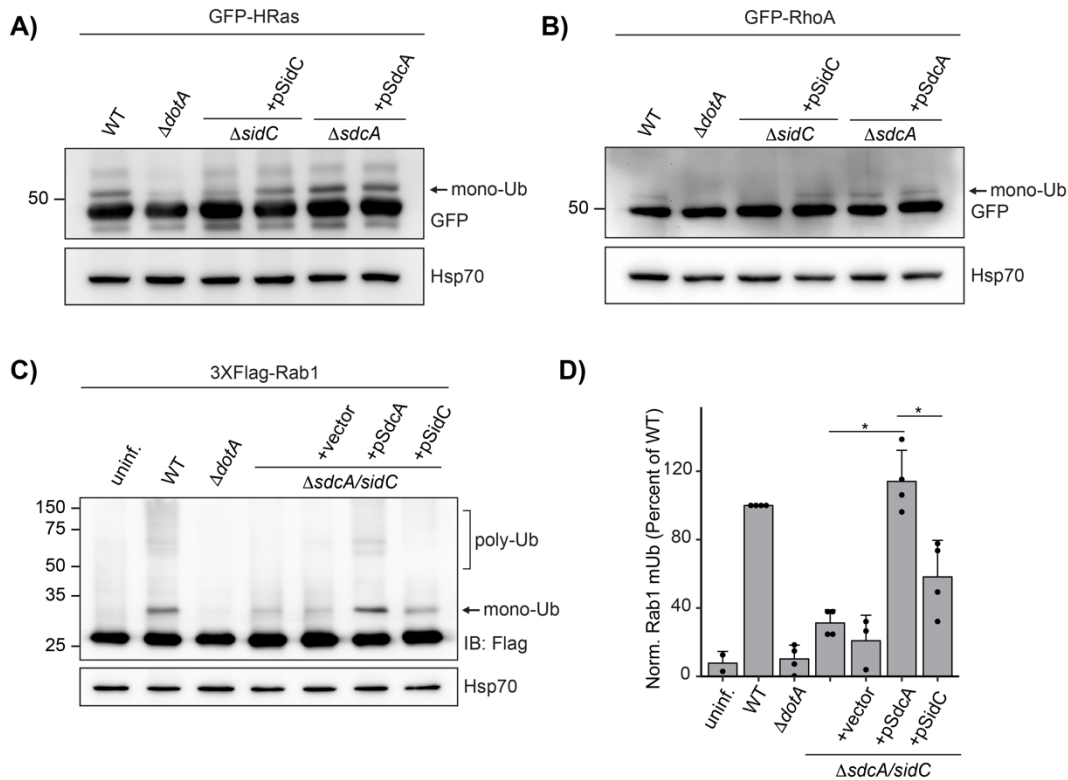 A)
GFP-HRas
WT
ΔdotA
+pSidC
+pSdcA
ΔsidC
ΔsdcA
50
mono-Ub
GFP
Hsp70
B)
GFP-RhoA
WT
ΔdotA
+pSidC
+pSdcA
ΔsidC
ΔsdcA
50
mono-Ub
GFP
Hsp70
C)
3XFlag-Rab1
uninf.
WT
ΔdotA
+vector
+pSdcA
+pSidC
ΔsdcA/sidC
150
75
50
35
25
poly-Ub
mono-Ub
IB: Flag
Hsp70
D)
Norm. Rab1 mUb (Percent of WT)
120
80
40
0
*
*
uninf.
WT
ΔdotA
+vector
+pSdcA
+pSidC
ΔsdcA/sidC